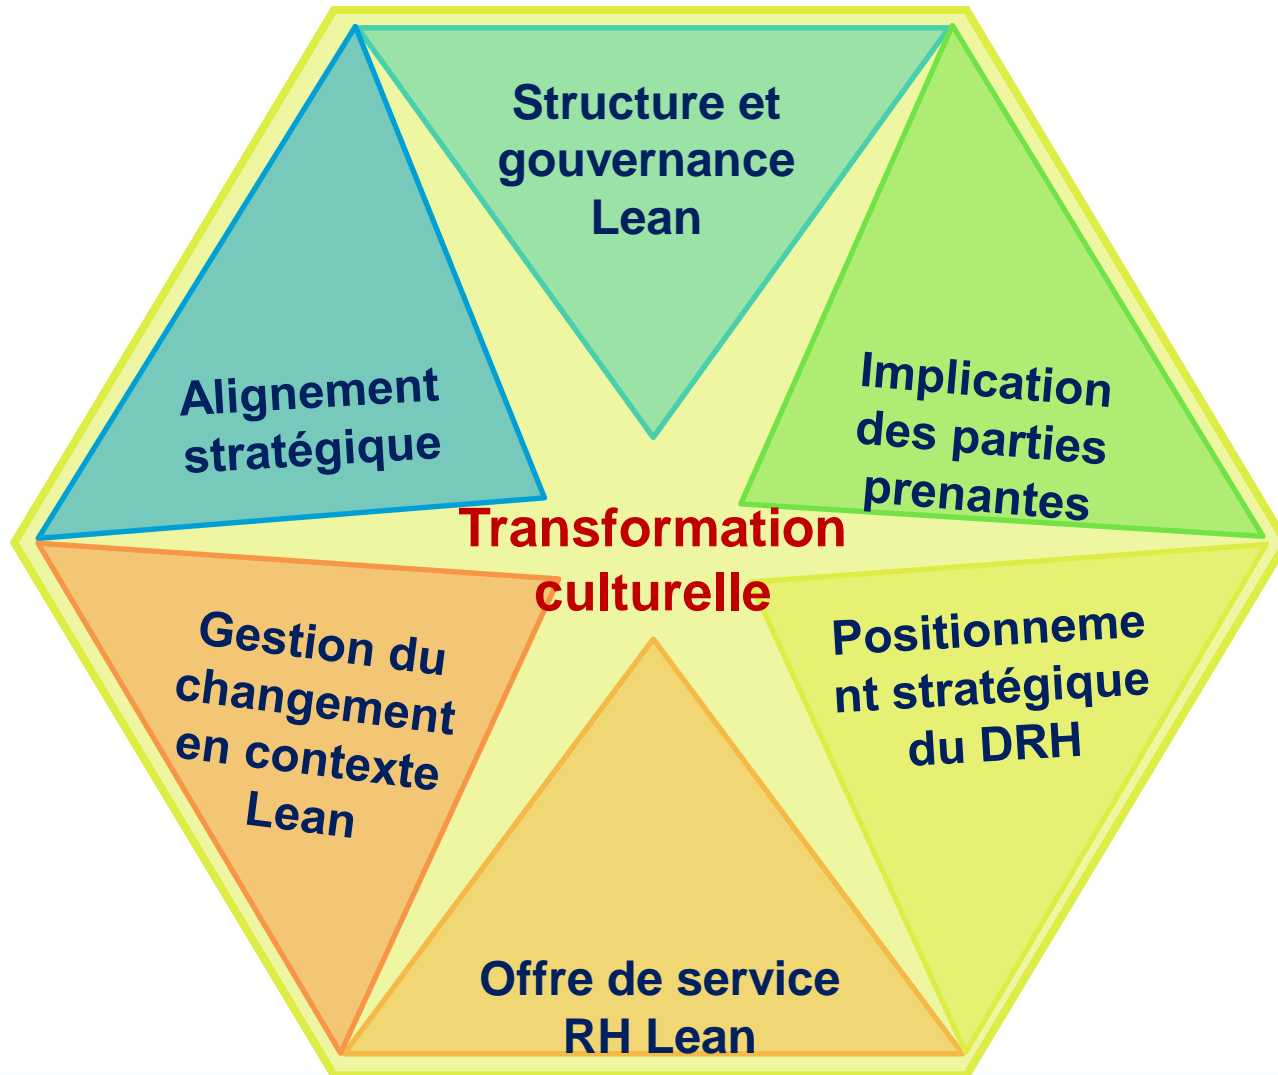 Structure et
gouvernance
Lean
Alignement
stratégique
Implication
des parties
prenantes
Transformation
culturelle
Gestion du
changement
en contexte
Lean
Positionneme
nt stratégique
du DRH
Offre de service
RH Lean